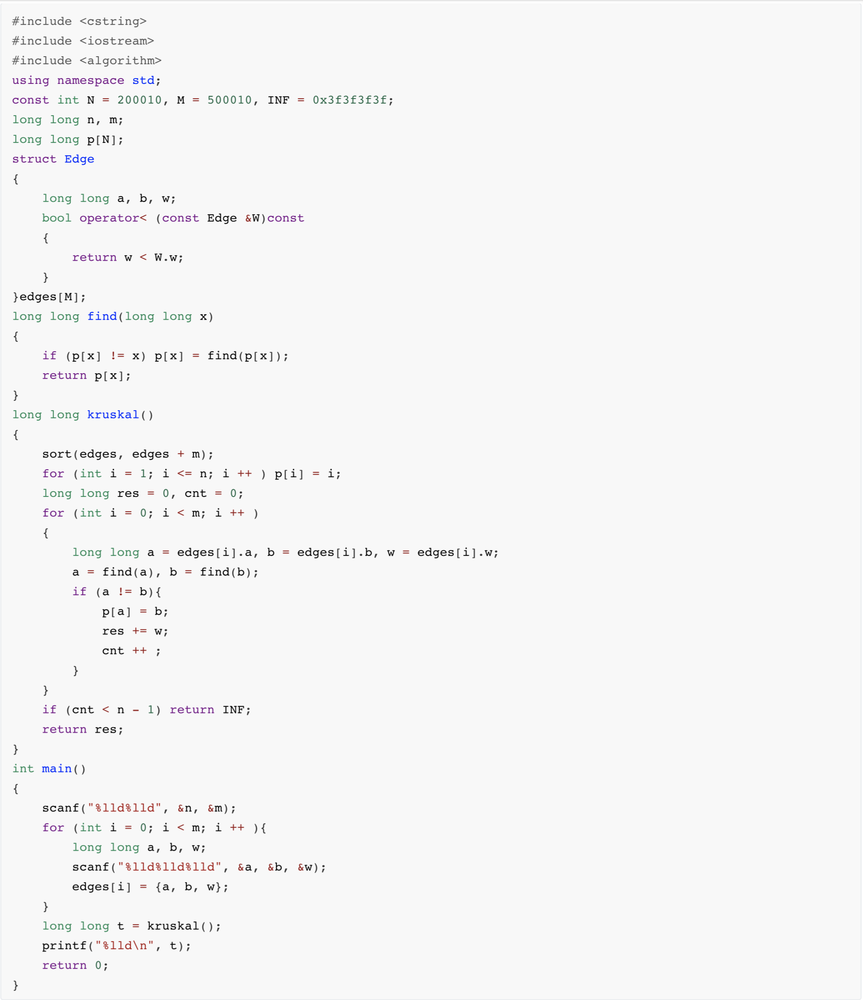 #include <cstring>
#include <iostream>
#include <algorithm>
using namespace std;
const int N = 200010, M = 500010, INF = 0x3f3f3f3f;
long long n, m;
long long p[N];
struct Edge
{
    long long a, b, w;
    bool operator< (const Edge &W)const
    {
        return w < W.w;
    }
}edges[M];
long long find(long long x)
{
    if (p[x] != x) p[x] = find(p[x]);
    return p[x];
}
long long kruskal()
{
    sort(edges, edges + m);
    for (int i = 1; i <= n; i ++ ) p[i] = i;
    long long res = 0, cnt = 0;
    for (int i = 0; i < m; i ++ )
    {
        long long a = edges[i].a, b = edges[i].b, w = edges[i].w;
        a = find(a), b = find(b);
        if (a != b){
            p[a] = b;
            res += w;
            cnt ++ ;
        }
    }
    if (cnt < n - 1) return INF;
    return res;
}
int main()
{
    scanf("%lld%lld", &n, &m);
    for (int i = 0; i < m; i ++ ){
        long long a, b, w;
        scanf("%lld%lld%lld", &a, &b, &w);
        edges[i] = {a, b, w};
    }
    long long t = kruskal();
    printf("%lld\n", t);
    return 0;
}